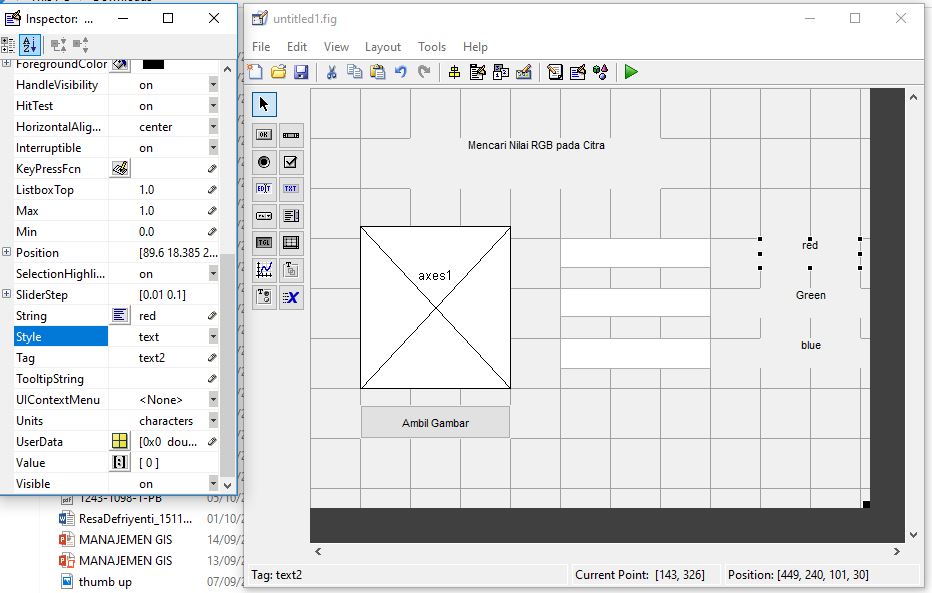 Inspector: ...
ForegroundColor
HandleVisibility on
HitTest on
HorizontalAlig... center
Interruptible on
KeyPressFcn
ListboxTop 1.0
Max 1.0
Min 0.0
Position [89.6 18.385 2...
SelectionHighli... on
SliderStep [0.01 0.1]
String red
Style text
Tag text2
TooltipString
UIContextMenu <None>
Units characters
UserData [0x0 dou...
Value [ 0 ]
Visible on
1243-1098-1-PB 05/10/2
ResaDefriyenti_1511... 01/10/2
MANAJEMEN GIS 14/09/2
MANAJEMEN GIS 13/09/2
thumb up 07/09/2
untitled1.fig
File Edit View Layout Tools Help
OK
EDIT TXT
TGL
Mencari Nilai RGB pada Citra
axes1
red
Green
blue
Ambil Gambar
Tag: text2 Current Point: [143, 326] Position: [449, 240, 101, 30]